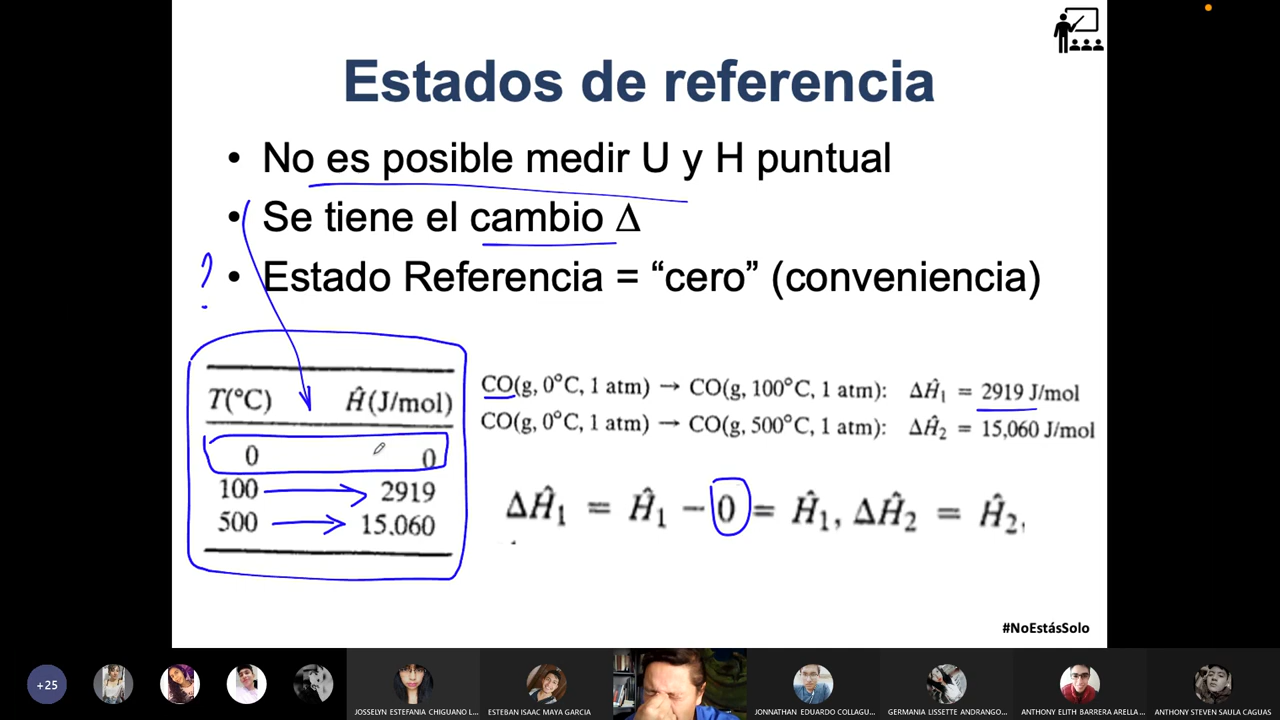 Estados de referencia
• No es posible medir U y H puntual
• Se tiene el cambio Δ
? • Estado Referencia = “cero” (conveniencia)
T(°C) Ĥ(J/mol)
0 0
100 2919
500 15.060
CO(g, 0°C, 1 atm) → CO(g, 100°C, 1 atm): ΔĤ₁ = 2919 J/mol
CO(g, 0°C, 1 atm) → CO(g, 500°C, 1 atm): ΔĤ₂ = 15,060 J/mol
ΔĤ₁ = Ĥ₁ − 0 = Ĥ₁, ΔĤ₂ = Ĥ₂,
#NoEstásSolo
+25
JOSSELYN ESTEFANIA CHIGUANO L...
ESTEBAN ISAAC MAYA GARCIA
JONNATHAN EDUARDO COLLAGU...
GERMANIA LISSETTE ANDRANGO...
ANTHONY ELITH BARRERA ARELLA ...
ANTHONY STEVEN SAULA CAGUAS